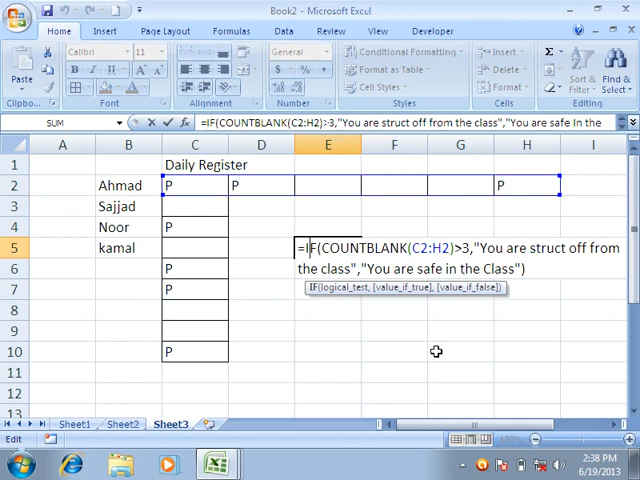 Book2 - Microsoft Excel
Home Insert Page Layout Formulas Data Review View Developer
Paste
Clipboard
Calibri 11
B I U A A
Font
Alignment
General
$ % ,
Number
Conditional Formatting
Format as Table
Cell Styles
Styles
Insert
Delete
Format
Cells
Σ
Sort & Filter
Find & Select
Editing
SUM =IF(COUNTBLANK(C2:H2)>3,"You are struct off from the class","You are safe In the
A B C D E F G H I
1 Daily Register
2 Ahmad P P P
3 Sajjad
4 Noor P
5 kamal =IF(COUNTBLANK(C2:H2)>3,"You are struct off from
6 P the class","You are safe in the Class")
7 P IF(logical_test, [value_if_true], [value_if_false])
8
9
10 P
11
12
13
Sheet1 Sheet2 Sheet3
Edit 130%
2:38 PM
6/19/2013